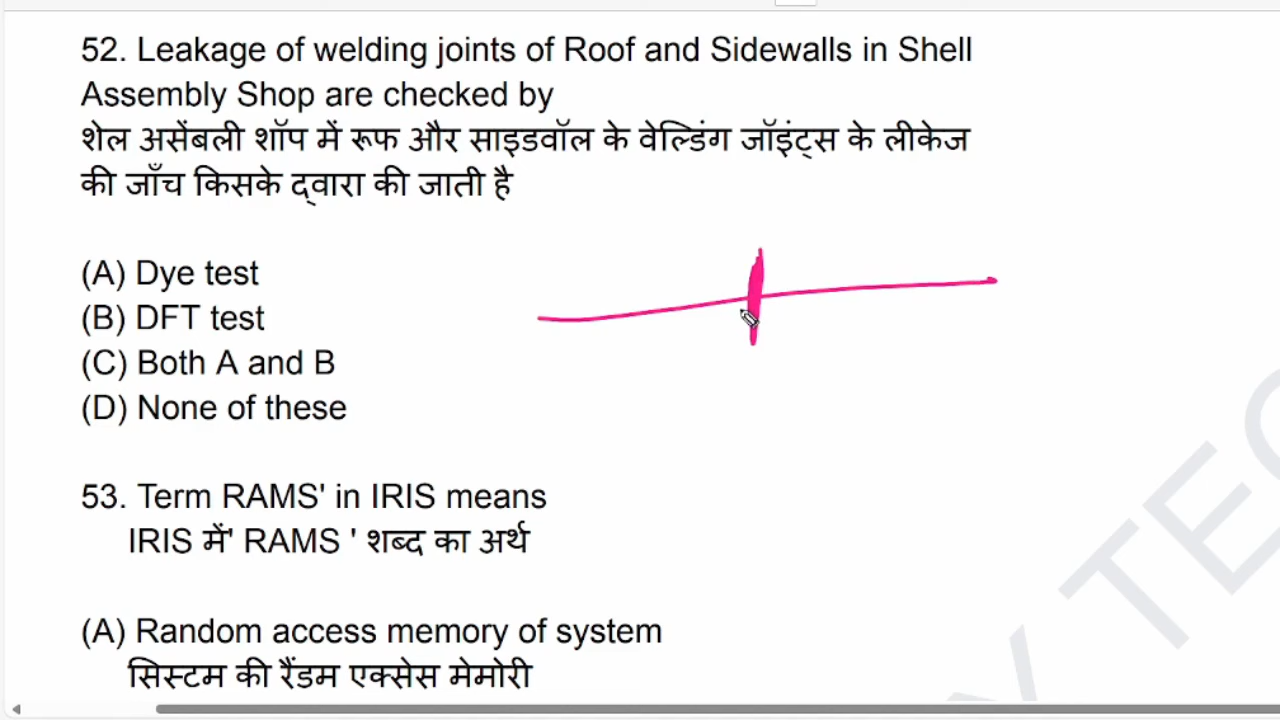 52. Leakage of welding joints of Roof and Sidewalls in Shell
Assembly Shop are checked by
शेल असेंबली शॉप में रूफ और साइडवॉल के वेल्डिंग जॉइंट्स के लीकेज
की जाँच किसके द्वारा की जाती है
(A) Dye test
(B) DFT test
(C) Both A and B
(D) None of these
53. Term RAMS' in IRIS means
IRIS में' RAMS ' शब्द का अर्थ
(A) Random access memory of system
सिस्टम की रैंडम एक्सेस मेमोरी